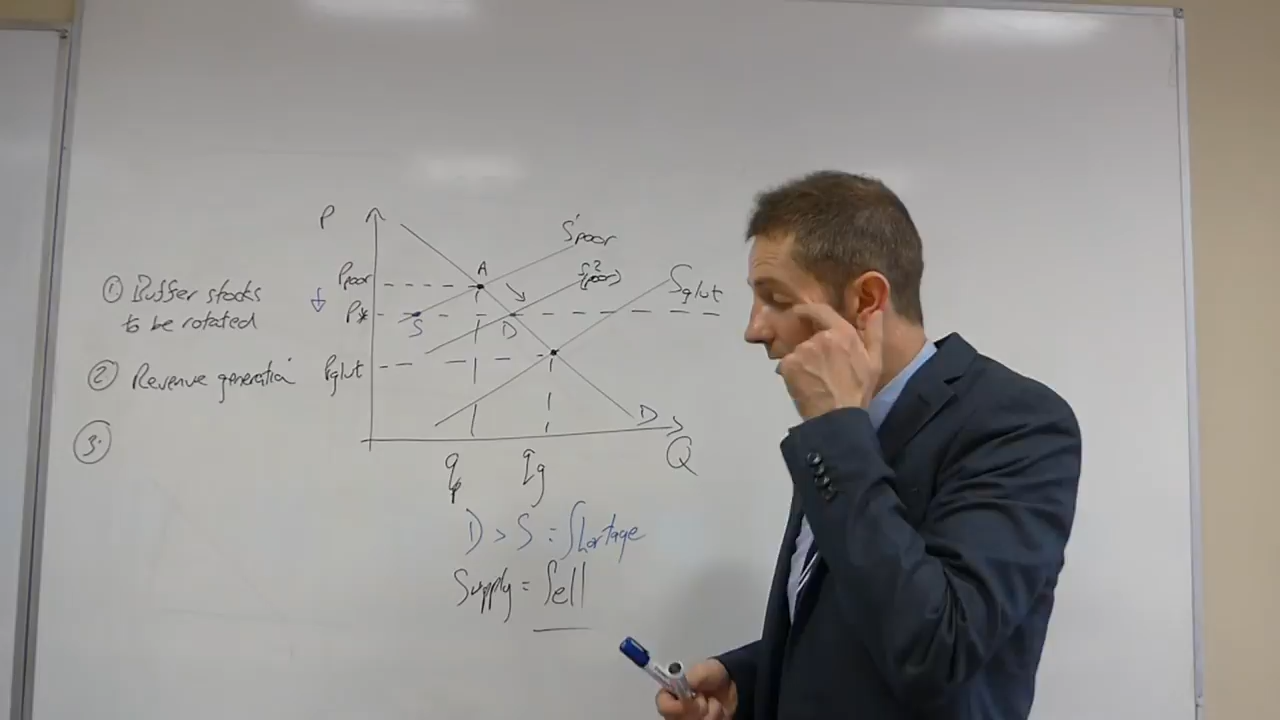 ① Buffer stocks
to be rotated
② Revenue generation
③
P
Ppoor
P*
Pglut
A
S
D
S'poor
S²(poor)
Sglut
D
Q
qp
qg
D > S = Shortage
Supply = Sell